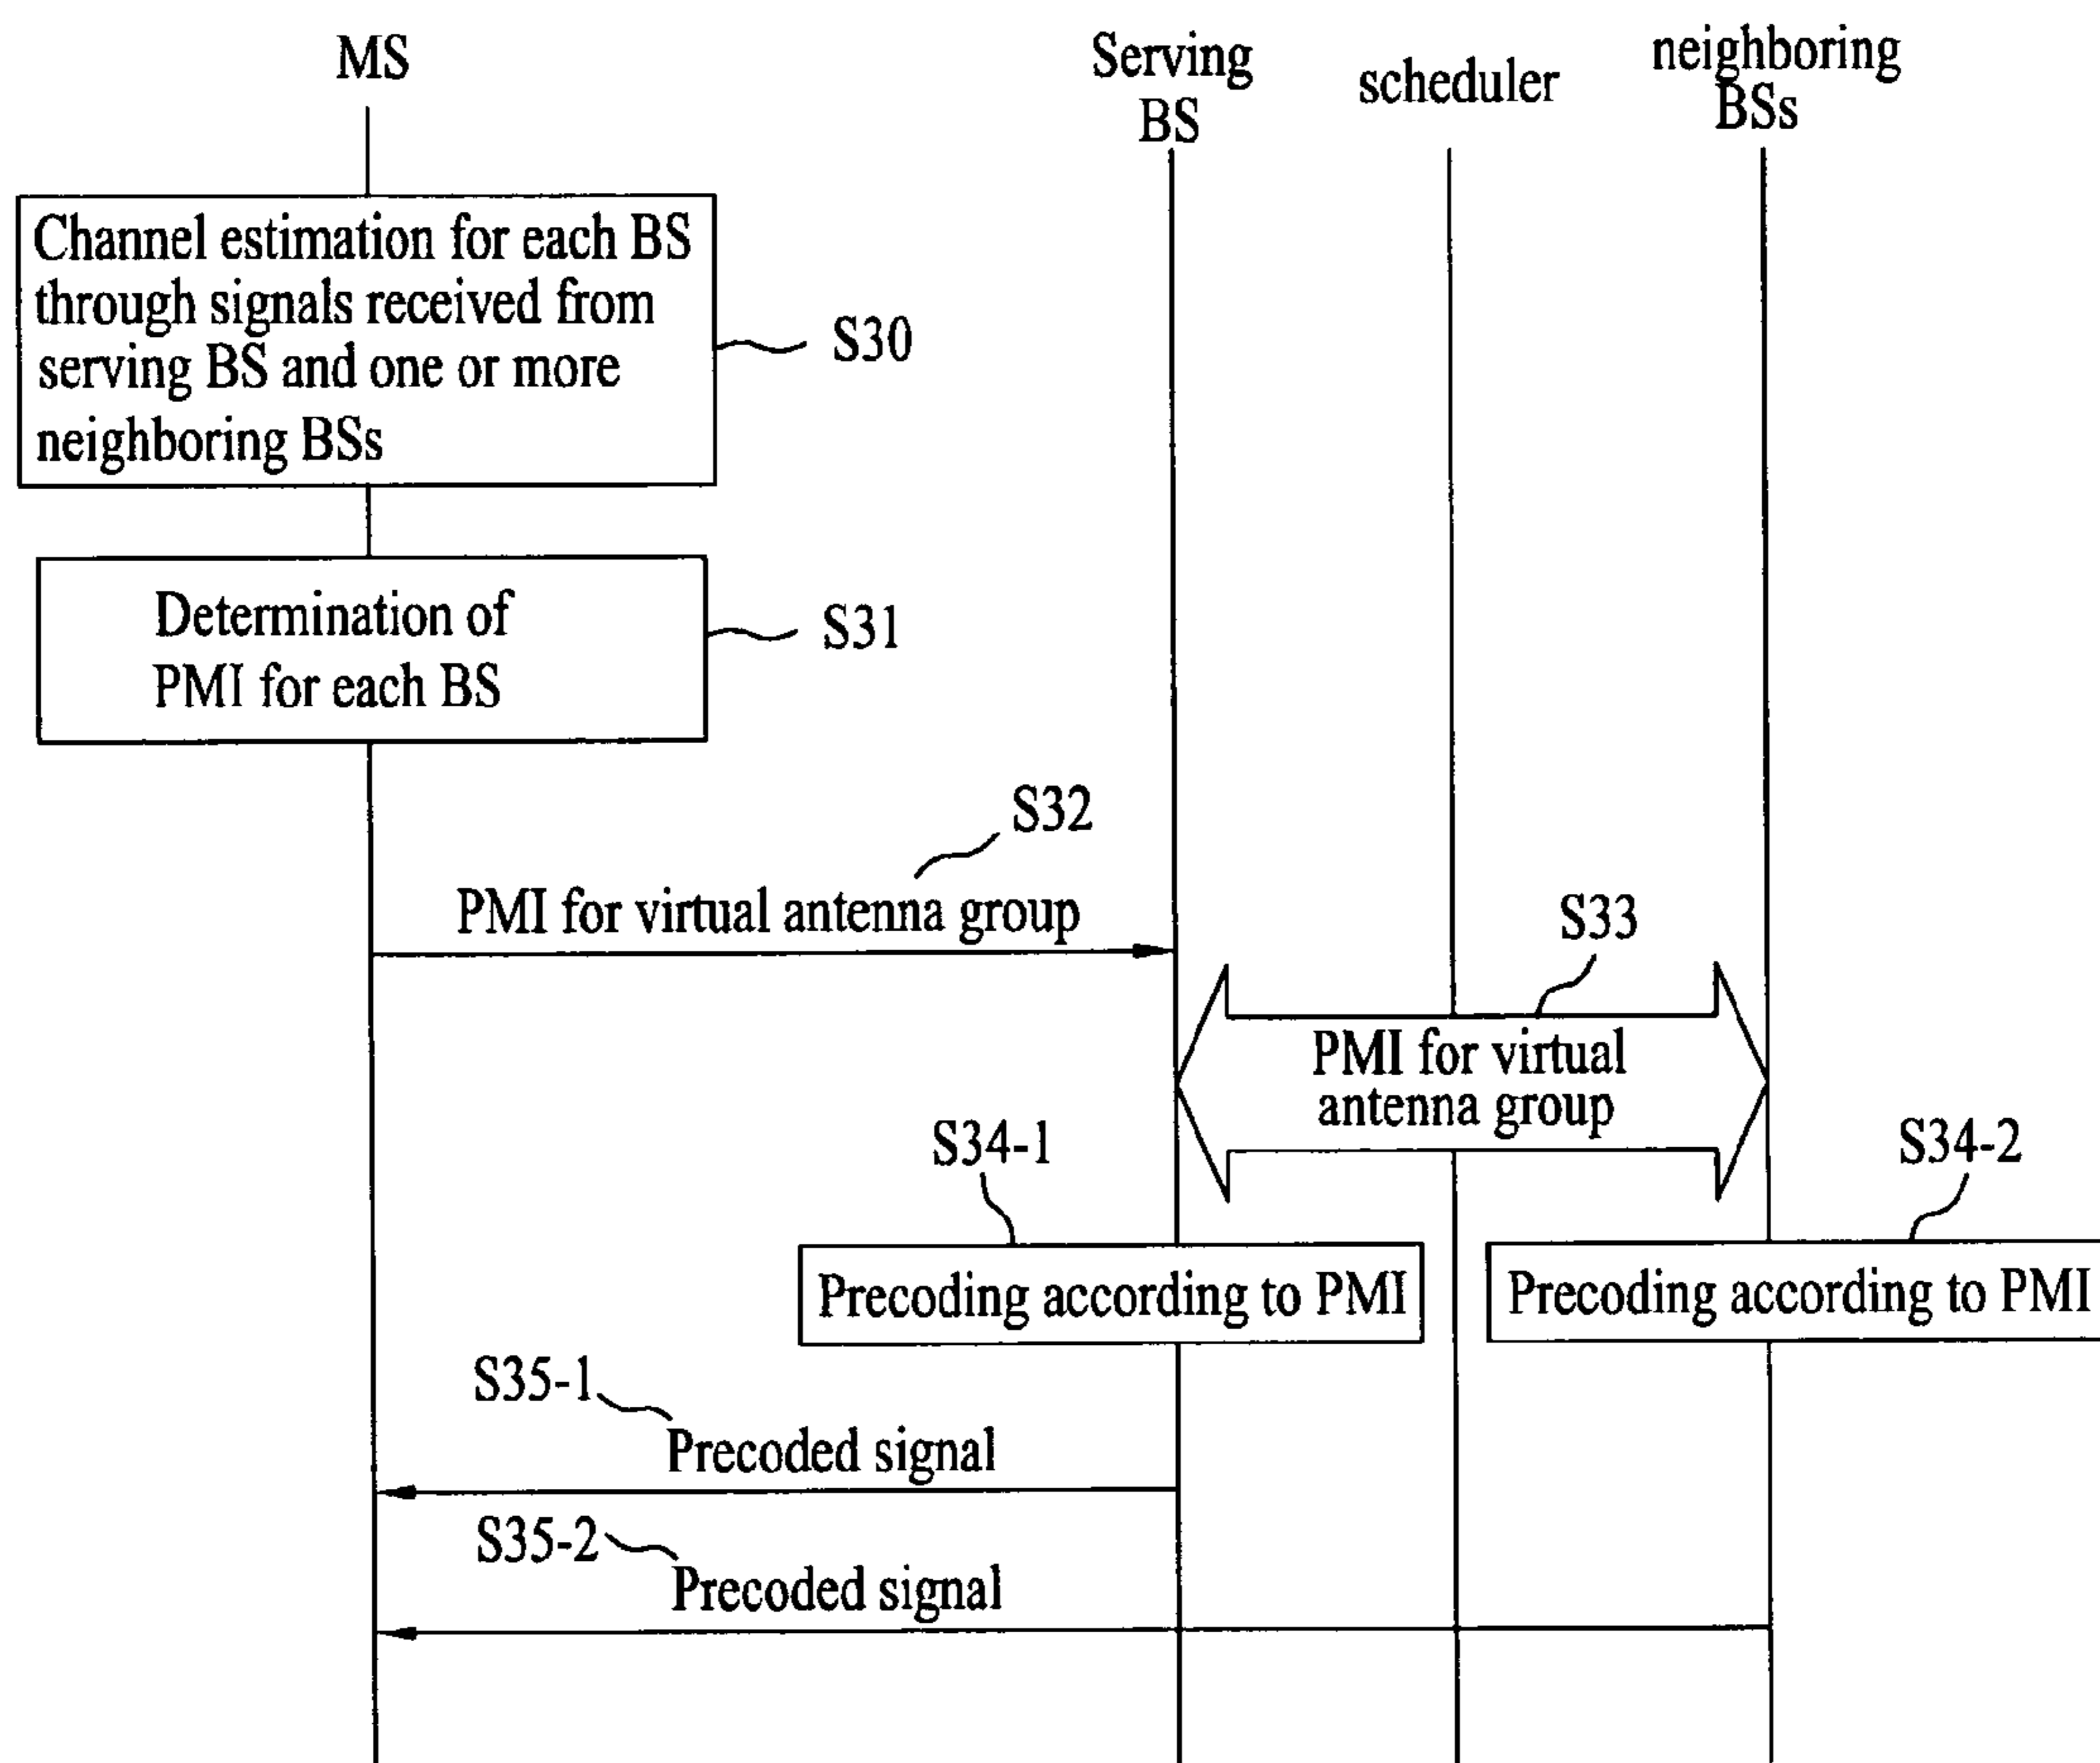 MS
Serving
BS
scheduler
neighboring
BSs
Channel estimation for each BS
through signals received from
serving BS and one or more
neighboring BSs
S30
Determination of
PMI for each BS
S31
S32
PMI for virtual antenna group
S33
PMI for virtual
antenna group
S34-1
S34-2
Precoding according to PMI
Precoding according to PMI
S35-1
Precoded signal
S35-2
Precoded signal